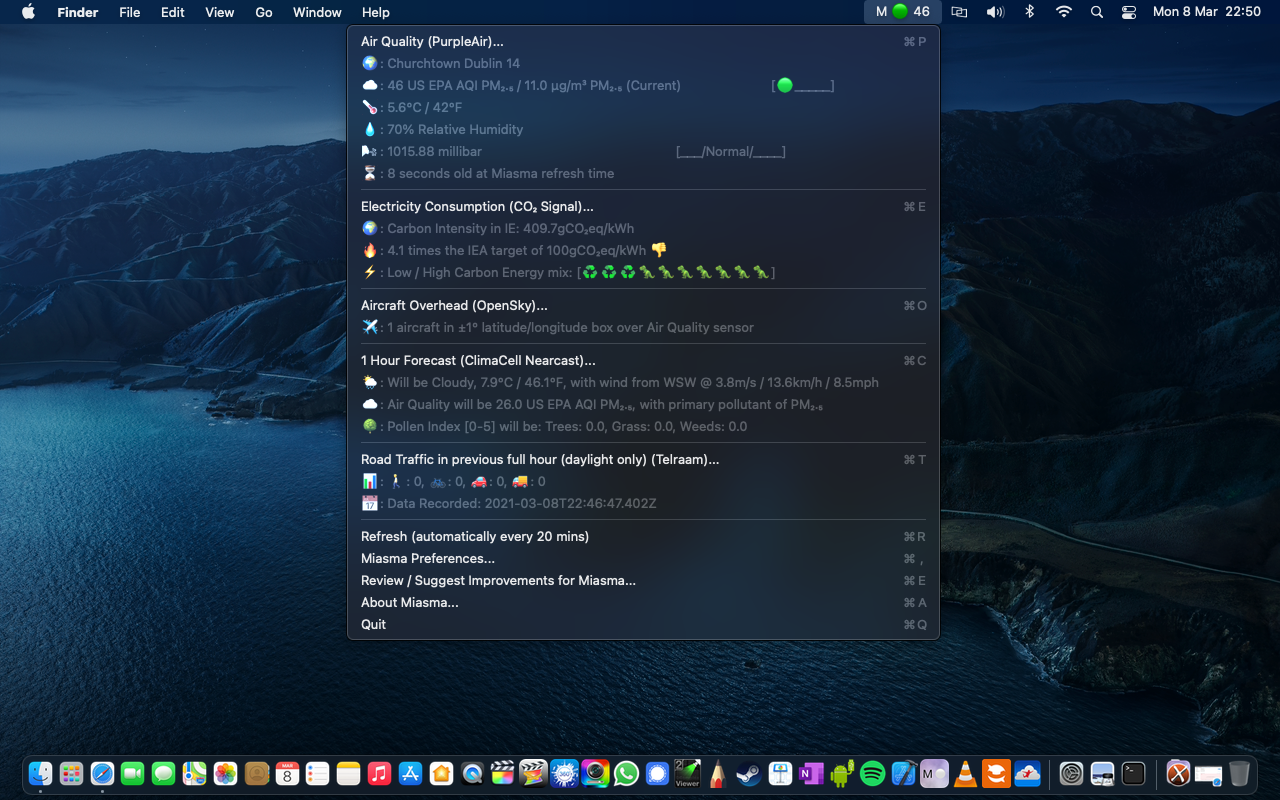 Finder File Edit View Go Window Help M 46 Mon 8 Mar 22:50
Air Quality (PurpleAir)... ⌘P
: Churchtown Dublin 14
: 46 US EPA AQI PM₂.₅ / 11.0 µg/m³ PM₂.₅ (Current) [🟢_____]
: 5.6°C / 42°F
: 70% Relative Humidity
: 1015.88 millibar [___/Normal/____]
: 8 seconds old at Miasma refresh time
Electricity Consumption (CO₂ Signal)... ⌘E
: Carbon Intensity in IE: 409.7gCO₂eq/kWh
: 4.1 times the IEA target of 100gCO₂eq/kWh 👎
: Low / High Carbon Energy mix: [♻♻♻🦖🦖🦖🦖🦖🦖🦖]
Aircraft Overhead (OpenSky)... ⌘O
: 1 aircraft in ±1° latitude/longitude box over Air Quality sensor
1 Hour Forecast (ClimaCell Nearcast)... ⌘C
: Will be Cloudy, 7.9°C / 46.1°F, with wind from WSW @ 3.8m/s / 13.6km/h / 8.5mph
: Air Quality will be 26.0 US EPA AQI PM₂.₅, with primary pollutant of PM₂.₅
: Pollen Index [0-5] will be: Trees: 0.0, Grass: 0.0, Weeds: 0.0
Road Traffic in previous full hour (daylight only) (Telraam)... ⌘T
: 🚶: 0, 🚲: 0, 🚗: 0, 🚚: 0
: Data Recorded: 2021-03-08T22:46:47.402Z
Refresh (automatically every 20 mins) ⌘R
Miasma Preferences... ⌘,
Review / Suggest Improvements for Miasma... ⌘E
About Miasma... ⌘A
Quit ⌘Q
MAR
8
360
2
Viewer
N
M